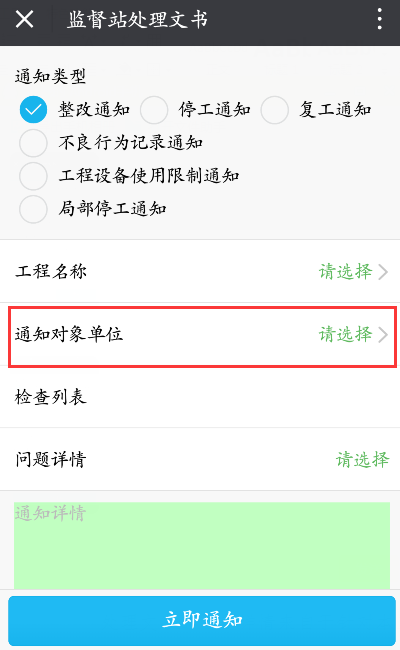 监督站处理文书
通知类型
整改通知 停工通知 复工通知
不良行为记录通知
工程设备使用限制通知
局部停工通知
工程名称 请选择
通知对象单位 请选择
检查列表
问题详情 请选择
通知详情
立即通知